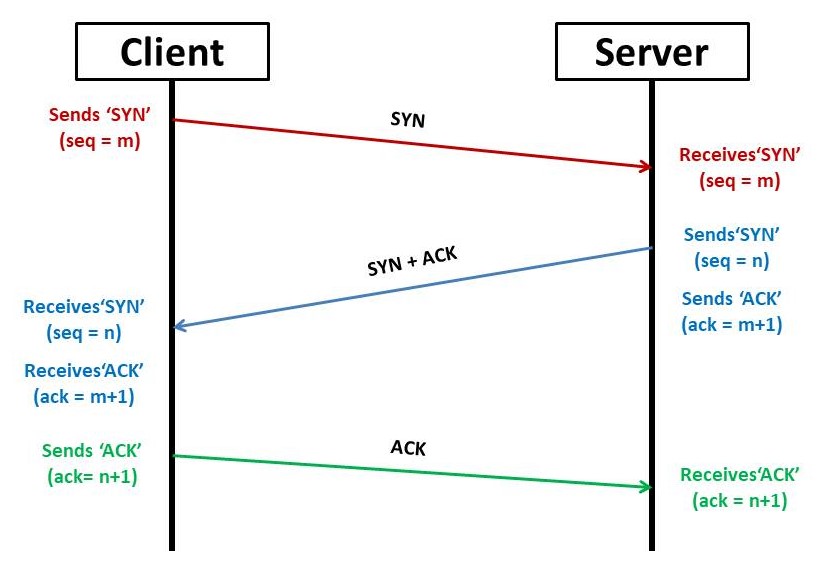 Client
Server
Sends ‘SYN’
(seq = m)
SYN
Receives‘SYN’
(seq = m)
Sends‘SYN’
(seq = n)
Sends ‘ACK’
(ack = m+1)
SYN + ACK
Receives‘SYN’
(seq = n)
Receives‘ACK’
(ack = m+1)
Sends ‘ACK’
(ack= n+1)
ACK
Receives‘ACK’
(ack = n+1)